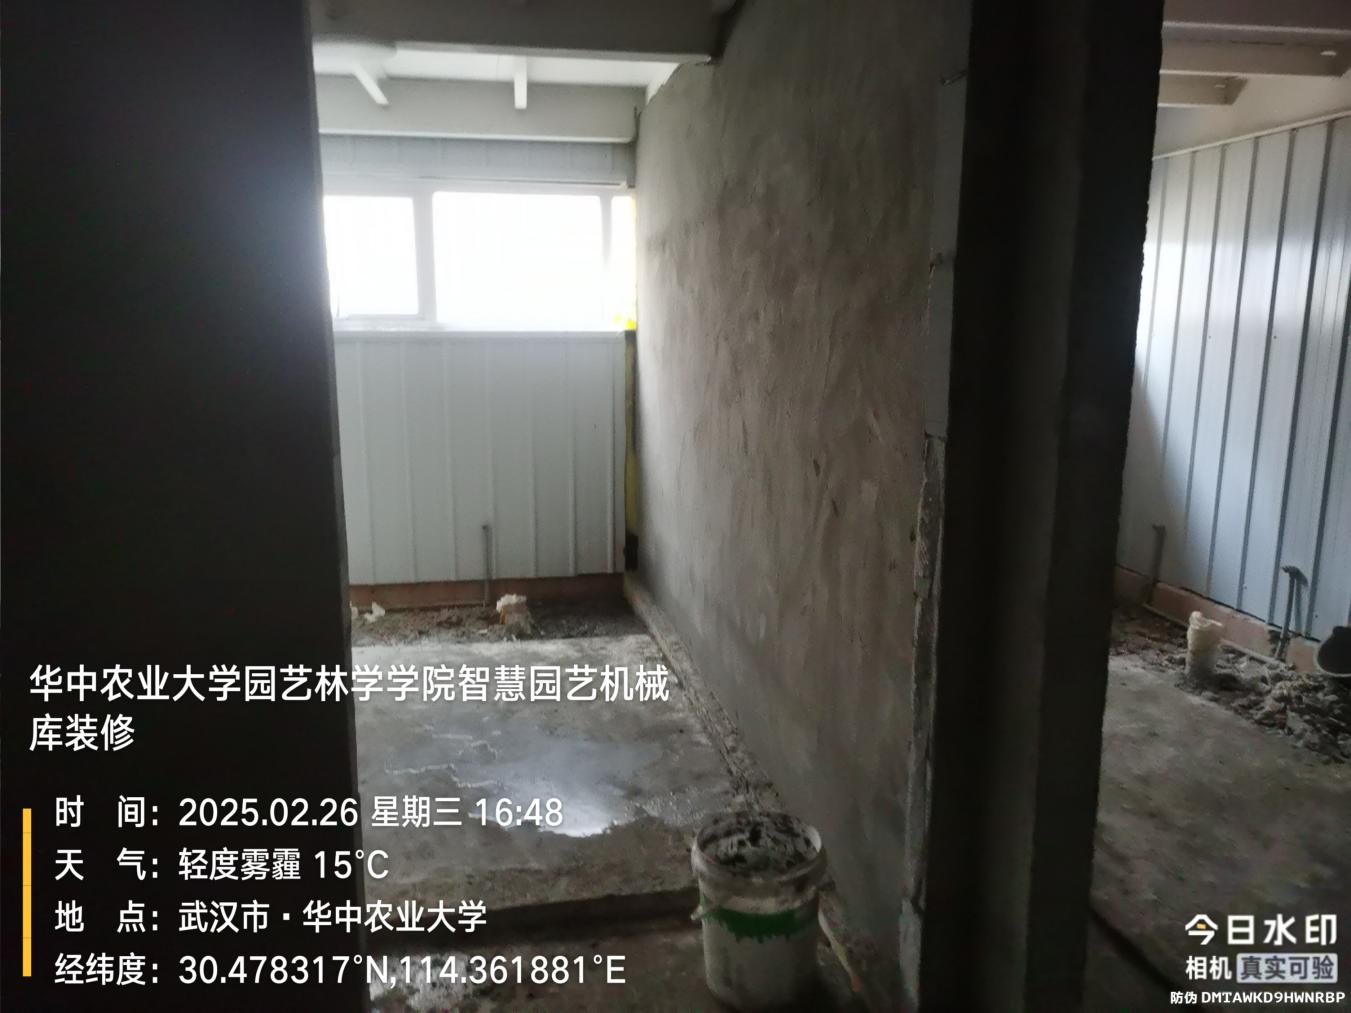 华中农业大学园艺林学学院智慧园艺机械
库装修
时　间：2025.02.26 星期三 16:48
天　气：轻度雾霾 15°C
地　点：武汉市·华中农业大学
经纬度：30.478317°N,114.361881°E
今日水印
相机 真实可验
防伪 DMTAWKD9HWNRBP